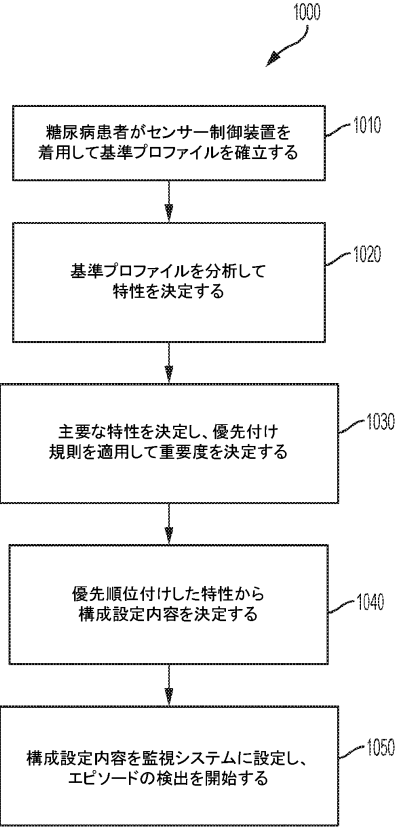 1000
糖尿病患者がセンサー制御装置を
着用して基準プロファイルを確立する
1010
基準プロファイルを分析して
特性を決定する
1020
主要な特性を決定し、優先付け
規則を適用して重要度を決定する
1030
優先順位付けした特性から
構成設定内容を決定する
1040
構成設定内容を監視システムに設定し、
エピソードの検出を開始する
1050